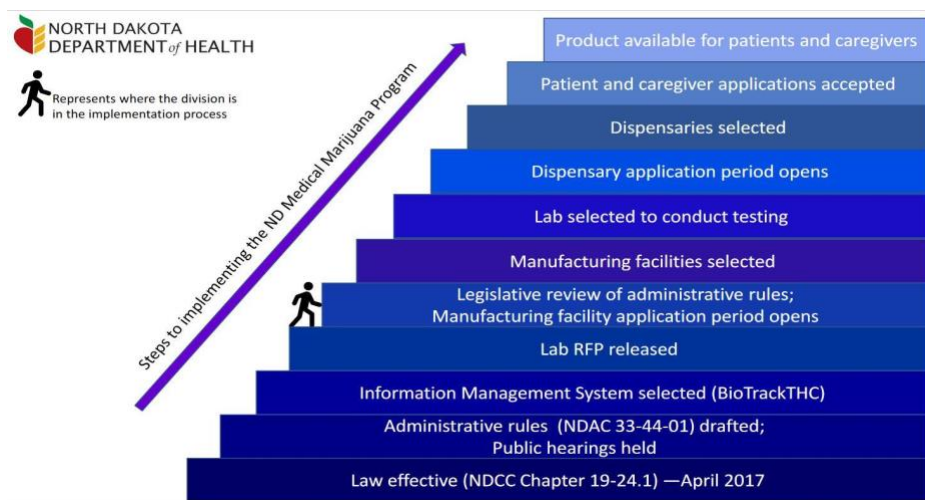 NORTH DAKOTA
DEPARTMENT of HEALTH
Represents where the division is
in the implementation process
Steps to implementing the ND Medical Marijuana Program
Product available for patients and caregivers
Patient and caregiver applications accepted
Dispensaries selected
Dispensary application period opens
Lab selected to conduct testing
Manufacturing facilities selected
Legislative review of administrative rules;
Manufacturing facility application period opens
Lab RFP released
Information Management System selected (BioTrackTHC)
Administrative rules (NDAC 33-44-01) drafted;
Public hearings held
Law effective (NDCC Chapter 19-24.1) —April 2017